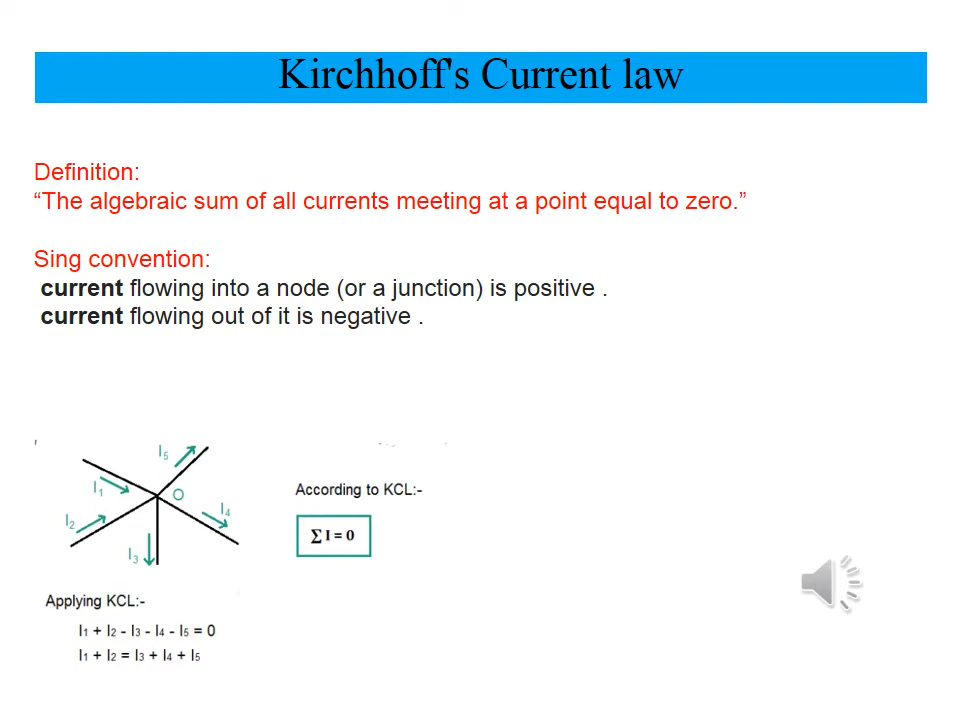 Kirchhoff's Current law
Definition:
“The algebraic sum of all currents meeting at a point equal to zero.”
Sing convention:
current flowing into a node (or a junction) is positive .
current flowing out of it is negative .
I5
I1
O
I2
I4
I3
According to KCL:-
∑ I = 0
Applying KCL:-
I1 + I2 - I3 - I4 - I5 = 0
I1 + I2 = I3 + I4 + I5